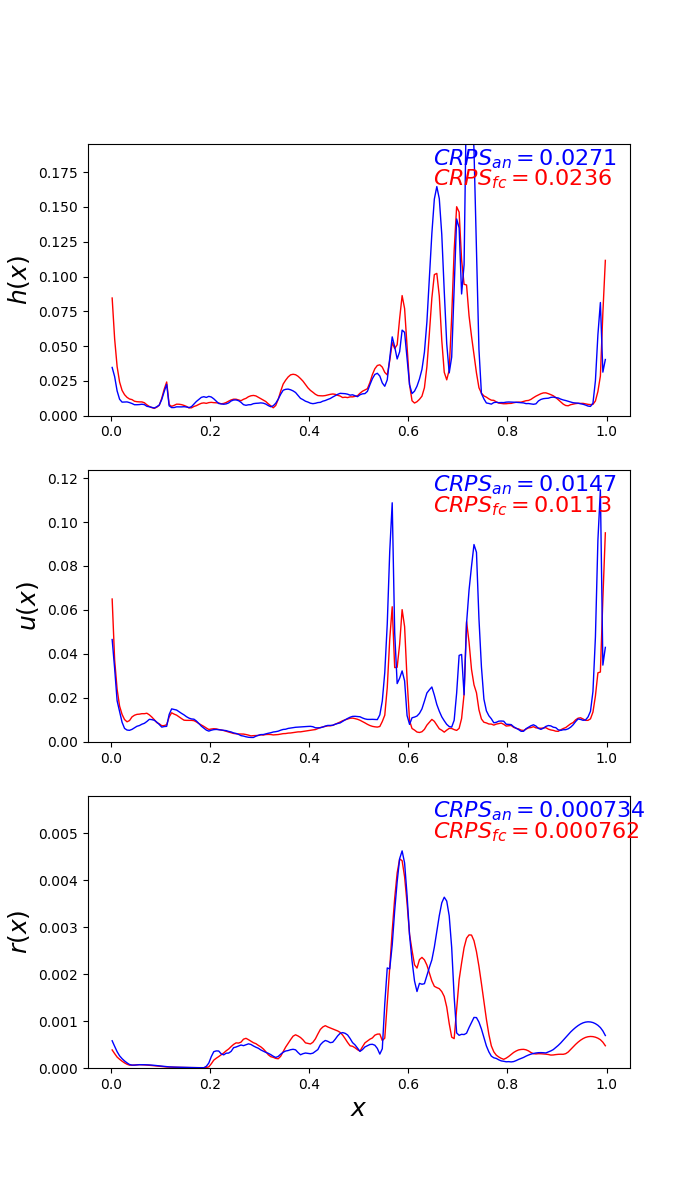 CRPS_an = 0.0271
CRPS_fc = 0.0236
h(x)
0.175
0.150
0.125
0.100
0.075
0.050
0.025
0.000
0.0 0.2 0.4 0.6 0.8 1.0
CRPS_an = 0.0147
CRPS_fc = 0.0113
u(x)
0.12
0.10
0.08
0.06
0.04
0.02
0.00
0.0 0.2 0.4 0.6 0.8 1.0
CRPS_an = 0.000734
CRPS_fc = 0.000762
r(x)
0.005
0.004
0.003
0.002
0.001
0.000
0.0 0.2 0.4 0.6 0.8 1.0
x